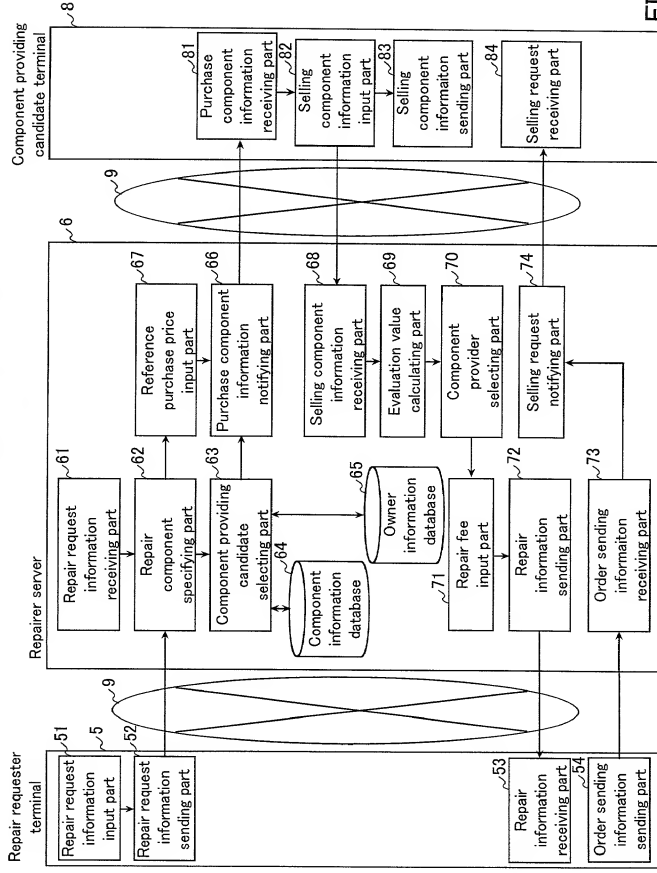 Repair requester
terminal
51
Repair request
information
input part
5
52
Repair request
information
sending part
53
Repair
information
receiving part
54
Order sending
information
sending part
9
Repairer server
6
61
Repair request
information
receiving part
62
Repair
component
specifying part
63
Component providing
candidate
selecting part
64
Component
information
database
65
Owner
information
database
67
Reference
purchase price
input part
66
Purchase component
information
notifying part
68
Selling component
information
receiving part
69
Evaluation value
calculating part
70
Component
provider
selecting part
71
Repair fee
input part
72
Repair
information
sending part
73
Order sending
informaiton
receiving part
74
Selling request
notifying part
9
Component providing
candidate terminal
8
81
Purchase
component
information
receiving part
82
Selling
component
information
input part
83
Selling
component
informaiton
sending part
84
Selling request
receiving part